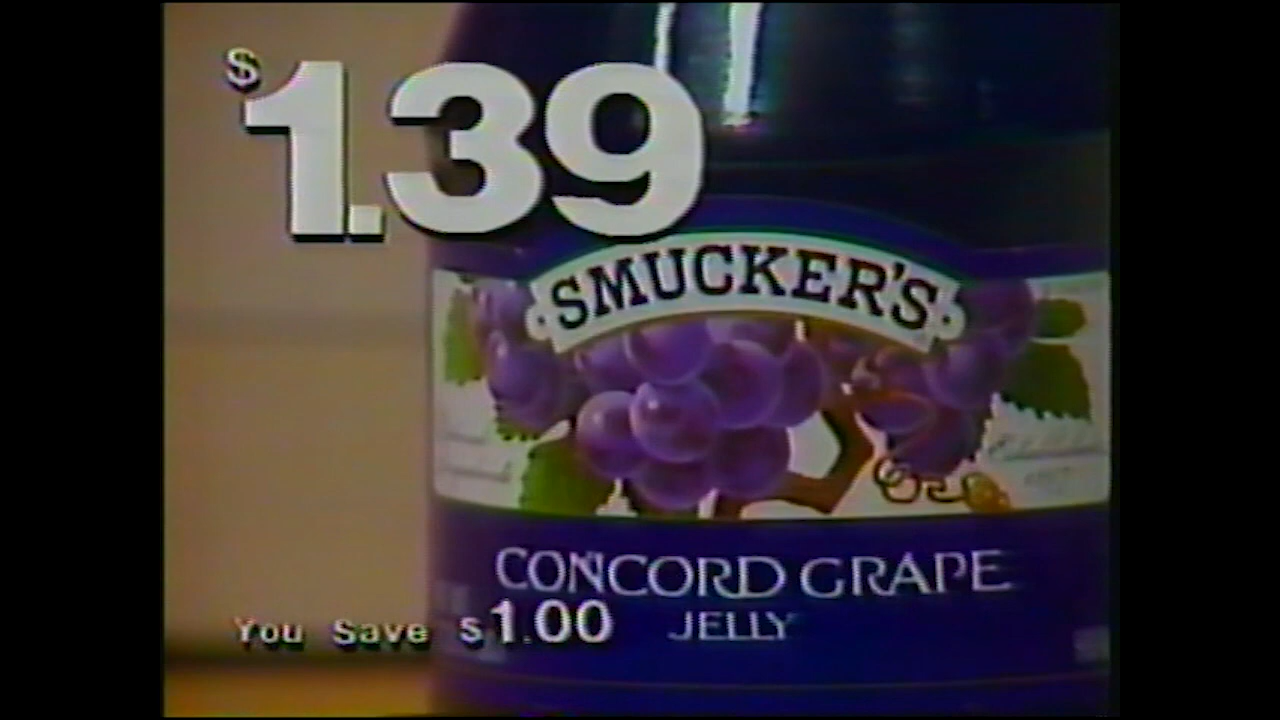 $1.39
SMUCKER'S
CONCORD GRAPE
JELLY
You Save $1.00